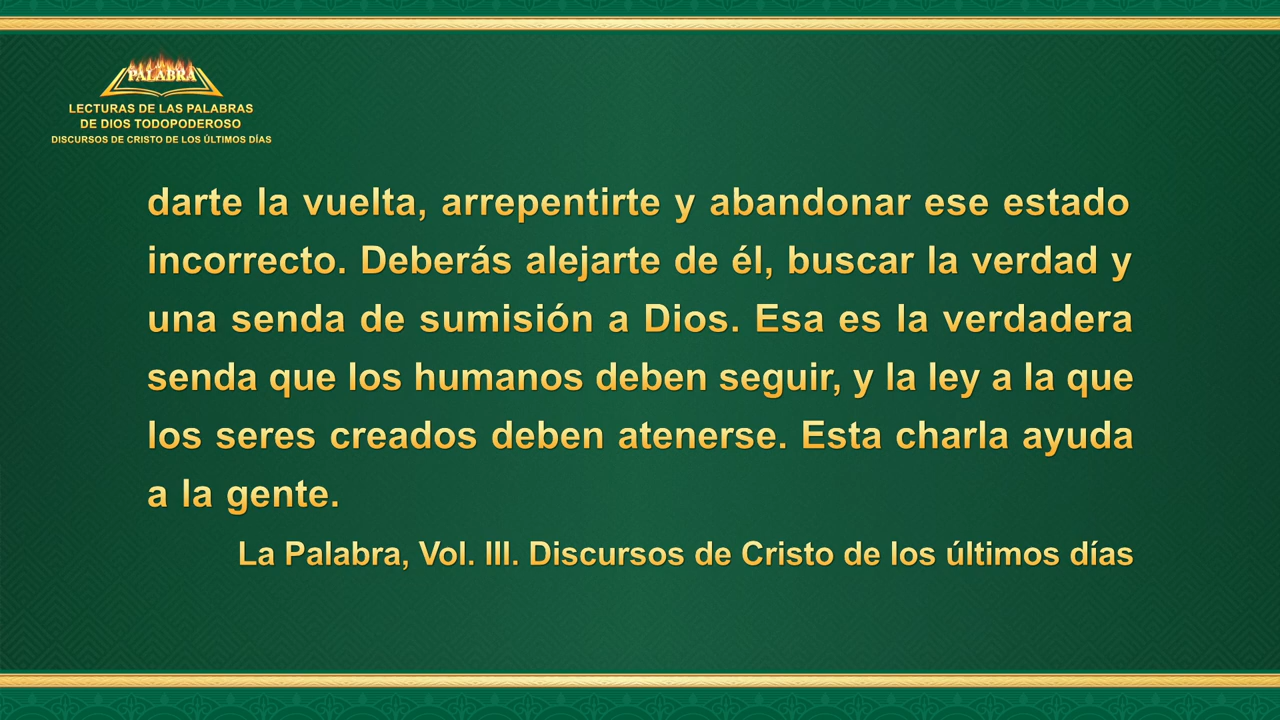 PALABRA
LECTURAS DE LAS PALABRAS
DE DIOS TODOPODEROSO
DISCURSOS DE CRISTO DE LOS ÚLTIMOS DÍAS
darte la vuelta, arrepentirte y abandonar ese estado
incorrecto. Deberás alejarte de él, buscar la verdad y
una senda de sumisión a Dios. Esa es la verdadera
senda que los humanos deben seguir, y la ley a la que
los seres creados deben atenerse. Esta charla ayuda
a la gente.
La Palabra, Vol. III. Discursos de Cristo de los últimos días